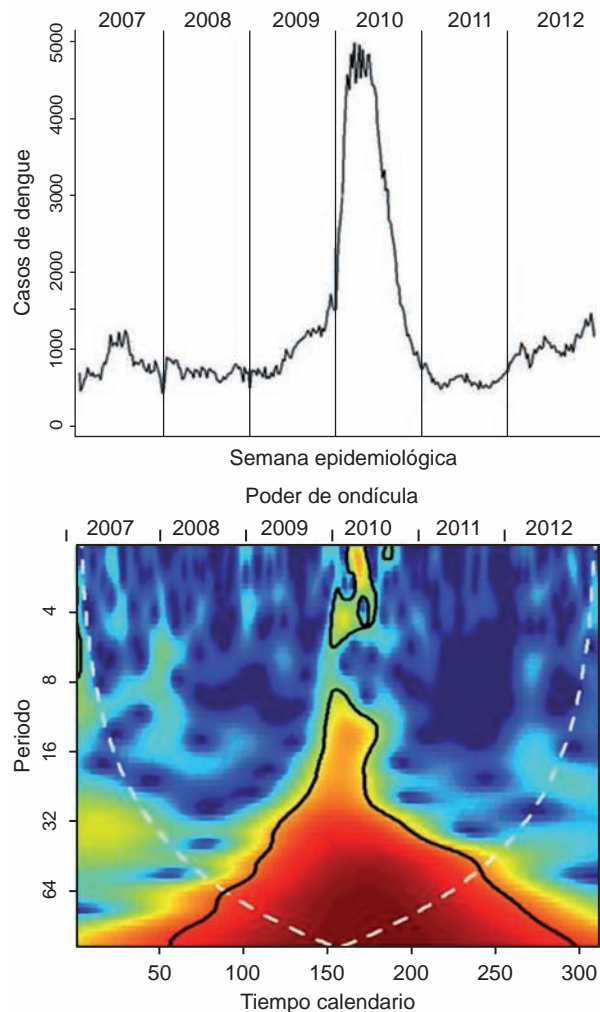 2007 2008 2009 2010 2011 2012
5000
4000
3000
2000
1000
0
Casos de dengue
Semana epidemiológica
Poder de ondícula
2007 2008 2009 2010 2011 2012
4
8
16
32
64
Periodo
50 100 150 200 250 300
Tiempo calendario